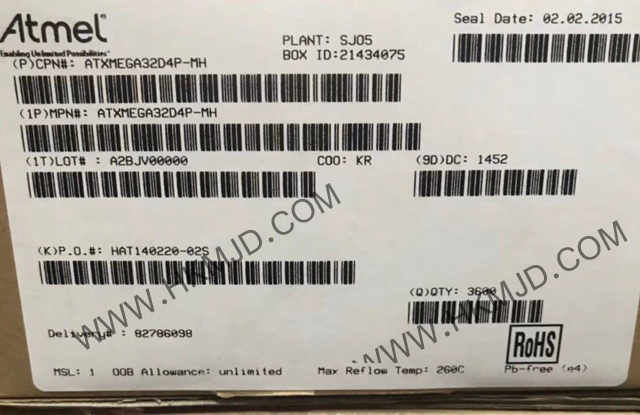 Atmel
Enabling Unlimited Possibilities
Seal Date: 02.02.2015
PLANT: SJ05
BOX ID:21434075
(P)CPN#: ATXMEGA32D4P-MH
(1P)MPN#: ATXMEGA32D4P-MH
(1T)LOT# : A2BJV00000
COO: KR
(9D)DC: 1452
(K)P.O.#: HAT140220-02S
(Q)QTY: 3600
Delivery# : 82786098
RoHS
MSL: 1 OOB Allowance: unlimited
Max Reflow Temp: 260C
Pb-free (e4)
WWW.HKMJD.COM
WWW.HKMJD.COM